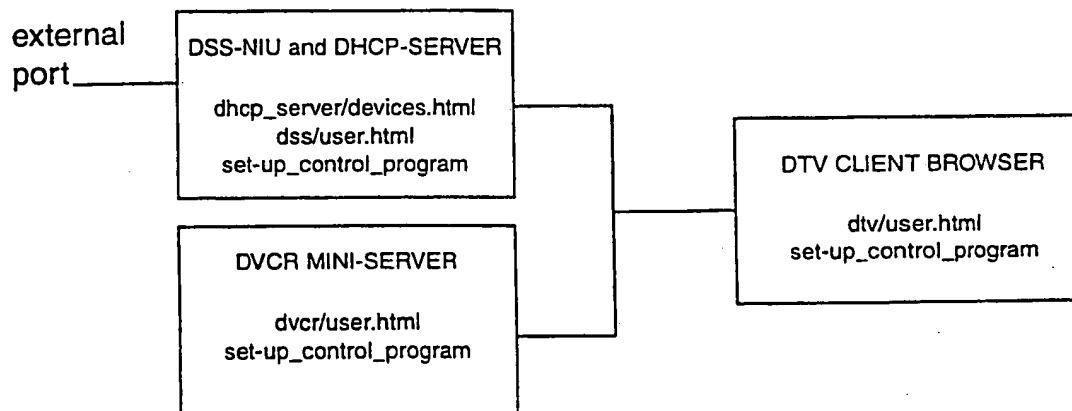 external
port
DSS-NIU and DHCP-SERVER
dhcp_server/devices.html
dss/user.html
set-up_control_program
DVCR MINI-SERVER
dvcr/user.html
set-up_control_program
DTV CLIENT BROWSER
dtv/user.html
set-up_control_program